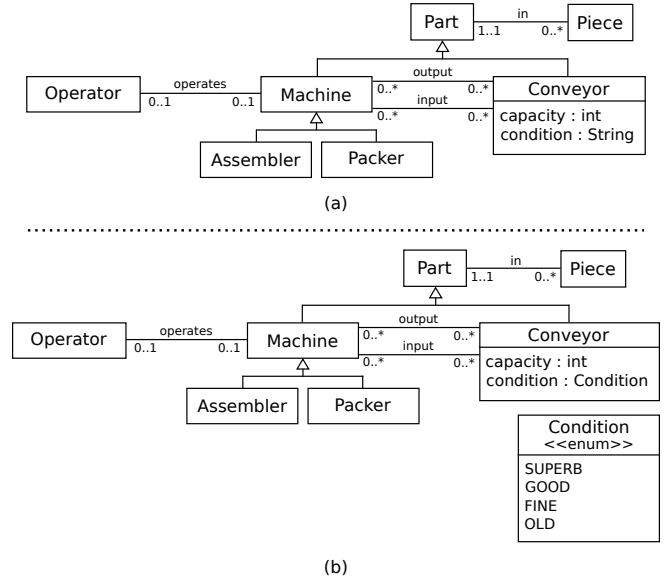 Part
in
1..1
0..*
Piece
Operator
operates
0..1
0..1
Machine
output
0..*
0..*
input
0..*
0..*
Conveyor
capacity : int
condition : String
Assembler
Packer
(a)
Part
in
1..1
0..*
Piece
Operator
operates
0..1
0..1
Machine
output
0..*
0..*
input
0..*
0..*
Conveyor
capacity : int
condition : Condition
Assembler
Packer
Condition
<<enum>>
SUPERB
GOOD
FINE
OLD
(b)